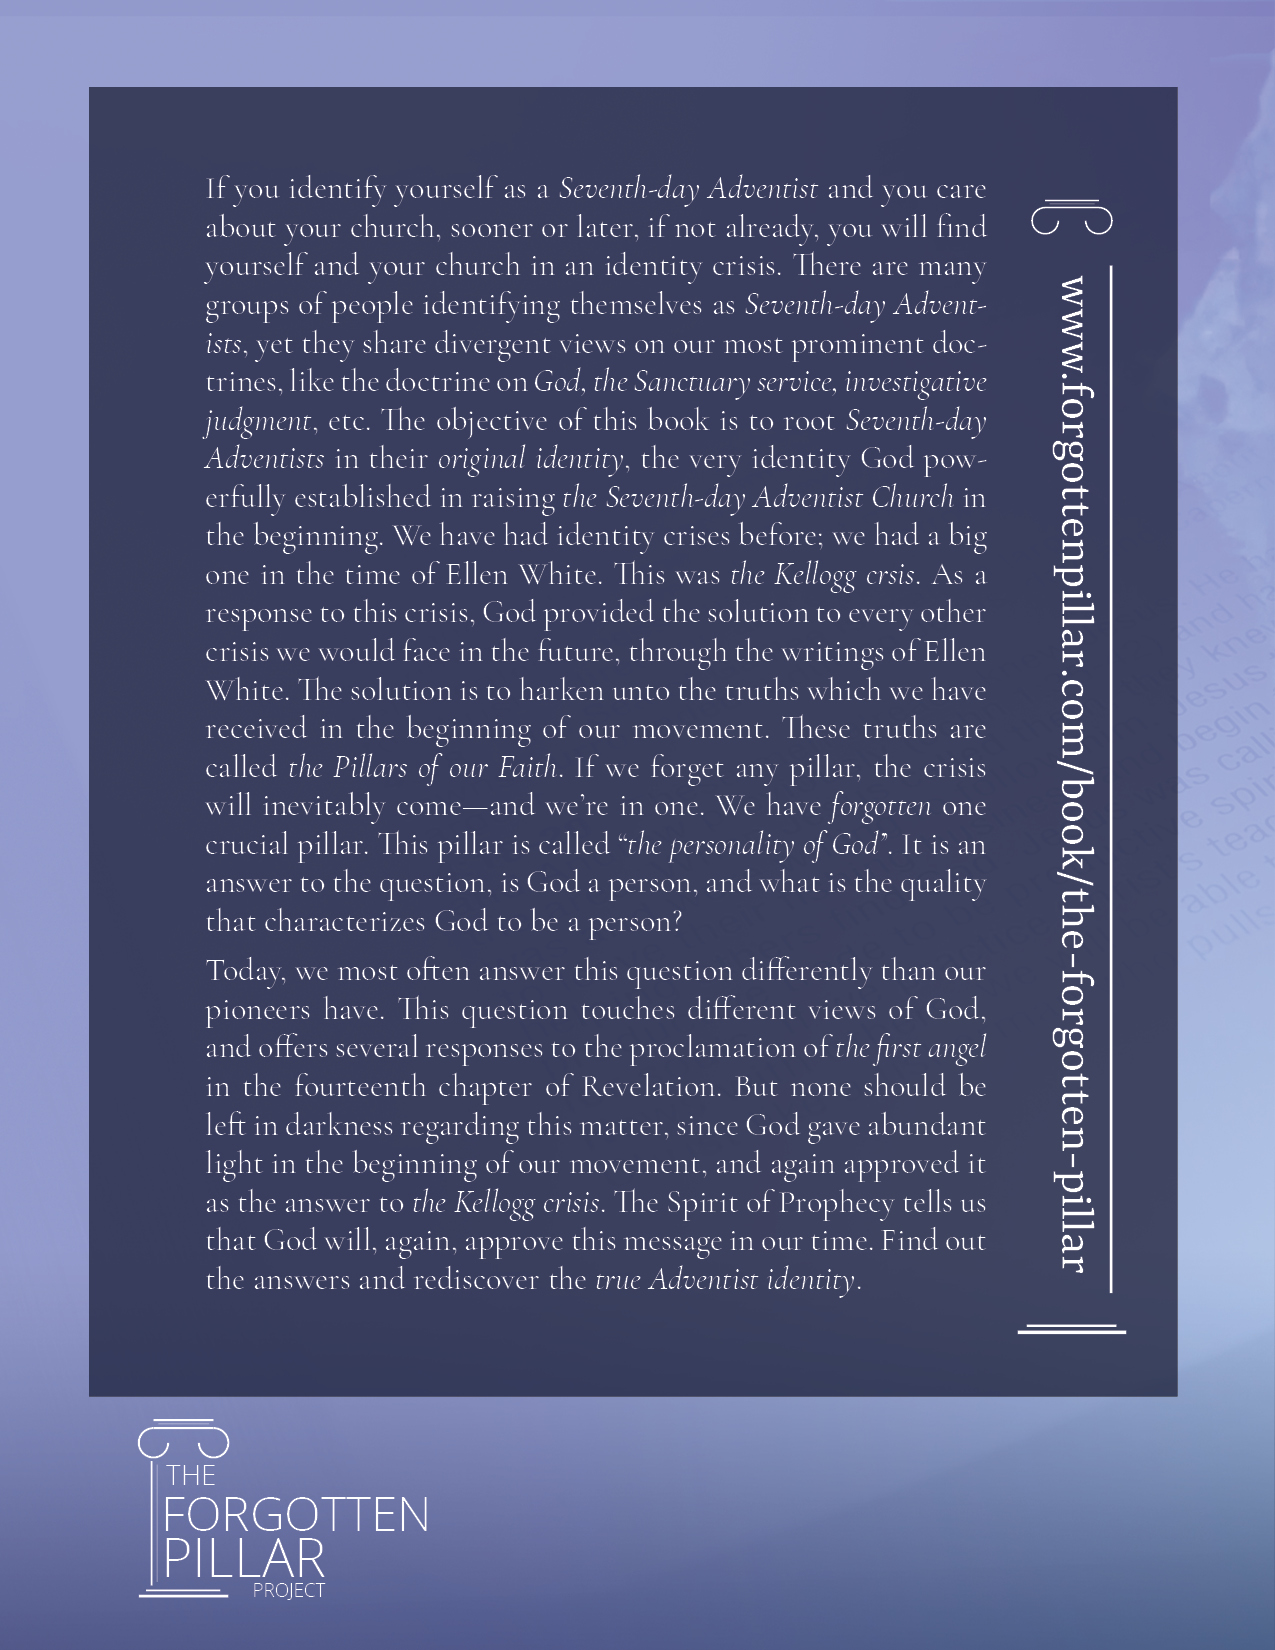 If you identify yourself as a Seventh-day Adventist and you care
about your church, sooner or later, if not already, you will find
yourself and your church in an identity crisis. There are many
groups of people identifying themselves as Seventh-day Advent-
ists, yet they share divergent views on our most prominent doc-
trines, like the doctrine on God, the Sanctuary service, investigative
judgment, etc. The objective of this book is to root Seventh-day
Adventists in their original identity, the very identity God pow-
erfully established in raising the Seventh-day Adventist Church in
the beginning. We have had identity crises before; we had a big
one in the time of Ellen White. This was the Kellogg crsis. As a
response to this crisis, God provided the solution to every other
crisis we would face in the future, through the writings of Ellen
White. The solution is to harken unto the truths which we have
received in the beginning of our movement. These truths are
called the Pillars of our Faith. If we forget any pillar, the crisis
will inevitably come—and we're in one. We have forgotten one
crucial pillar. This pillar is called “the personality of God”. It is an
answer to the question, is God a person, and what is the quality
that characterizes God to be a person?
Today, we most often answer this question differently than our
pioneers have. This question touches different views of God,
and offers several responses to the proclamation of the first angel
in the fourteenth chapter of Revelation. But none should be
left in darkness regarding this matter, since God gave abundant
light in the beginning of our movement, and again approved it
as the answer to the Kellogg crisis. The Spirit of Prophecy tells us
that God will, again, approve this message in our time. Find out
the answers and rediscover the true Adventist identity.
www.forgottenpillar.com/book/the-forgotten-pillar
THE
FORGOTTEN
PILLAR
PROJECT